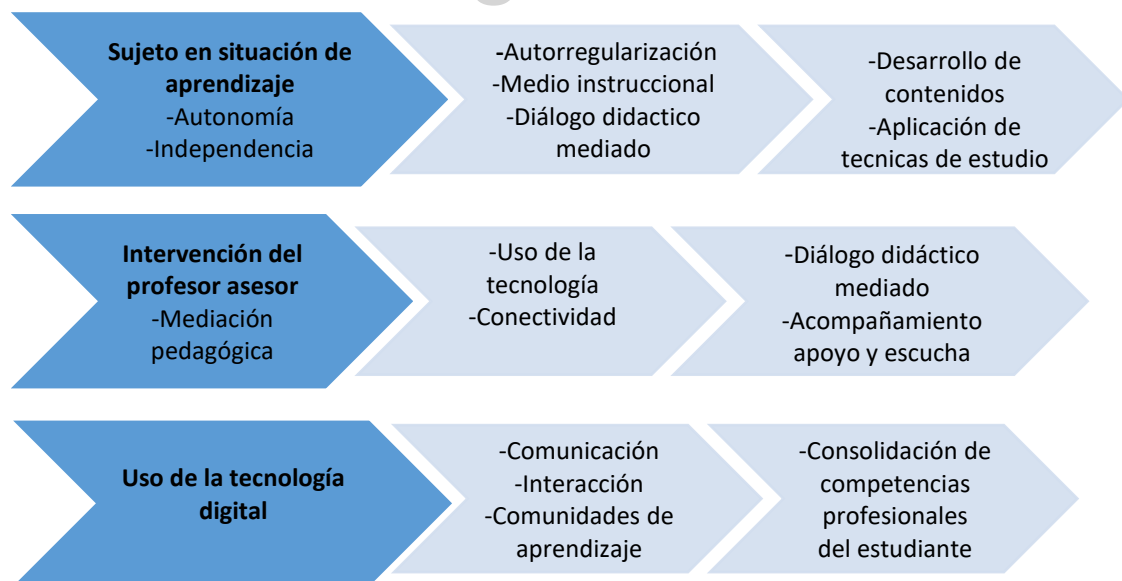 Sujeto en situación de
aprendizaje
-Autonomía
-Independencia
-Autorregularización
-Medio instruccional
-Diálogo didactico
mediado
-Desarrollo de
contenidos
-Aplicación de
tecnicas de estudio
Intervención del
profesor asesor
-Mediación
pedagógica
-Uso de la
tecnología
-Conectividad
-Diálogo didáctico
mediado
-Acompañamiento
apoyo y escucha
Uso de la tecnología
digital
-Comunicación
-Interacción
-Comunidades de
aprendizaje
-Consolidación de
competencias
profesionales
del estudiante